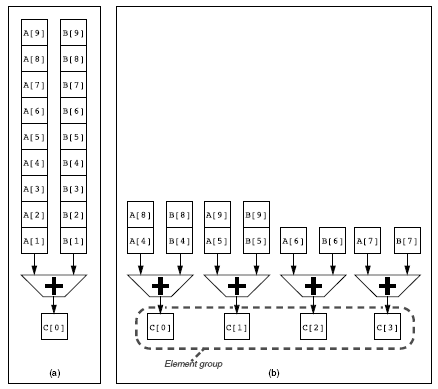 A[9] B[9]
A[8] B[8]
A[7] B[7]
A[6] B[6]
A[5] B[5]
A[4] B[4]
A[3] B[3]
A[2] B[2]
A[1] B[1]
+
C[0]
(a)
A[8] B[8] A[9] B[9]
A[4] B[4] A[5] B[5] A[6] B[6] A[7] B[7]
+ + + +
C[0] C[1] C[2] C[3]
Element group
(b)